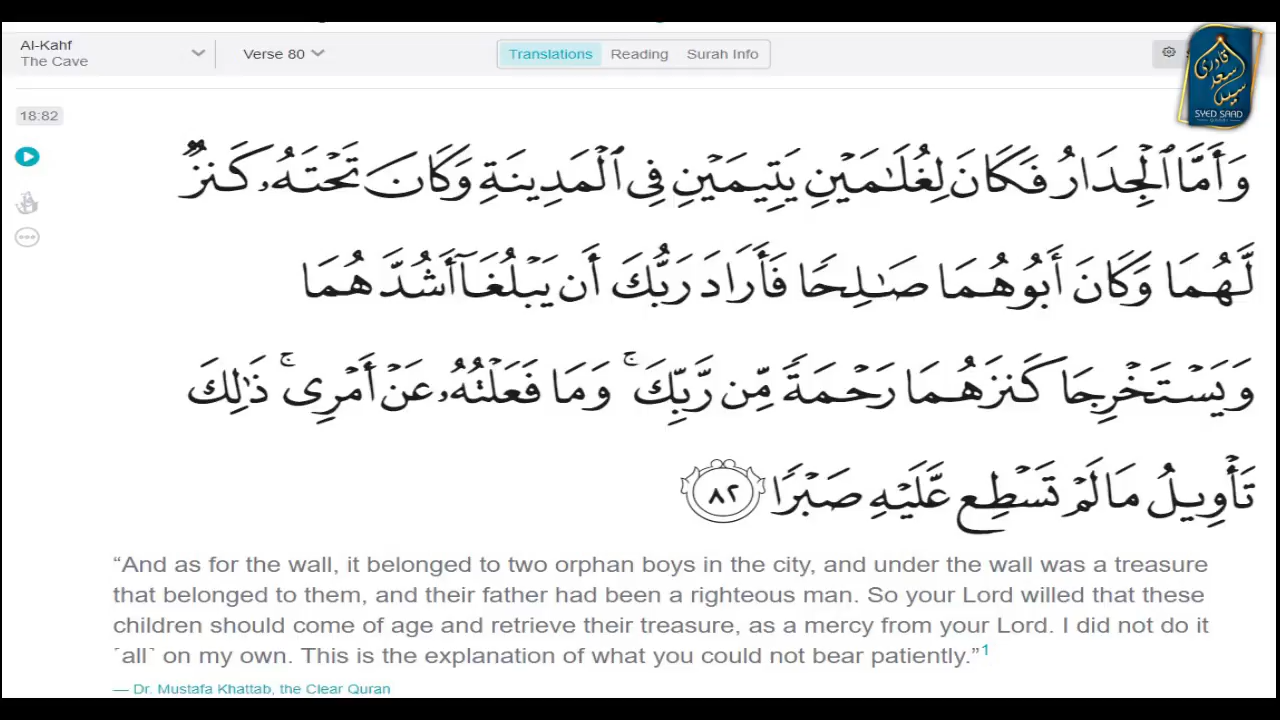 Al-Kahf
The Cave
Verse 80
Translations Reading Surah Info
قادری
سعد
سید
SYED SAAD
18:82
وَأَمَّا ٱلْجِدَارُ فَكَانَ لِغُلَـٰمَيْنِ يَتِيمَيْنِ فِى ٱلْمَدِينَةِ وَكَانَ تَحْتَهُۥ كَنزٌۭ
لَّهُمَا وَكَانَ أَبُوهُمَا صَـٰلِحًۭا فَأَرَادَ رَبُّكَ أَن يَبْلُغَآ أَشُدَّهُمَا
وَيَسْتَخْرِجَا كَنزَهُمَا رَحْمَةًۭ مِّن رَّبِّكَ ۚ وَمَا فَعَلْتُهُۥ عَنْ أَمْرِى ۚ ذَٰلِكَ
تَأْوِيلُ مَا لَمْ تَسْطِع عَّلَيْهِ صَبْرًۭا ٨٢
“And as for the wall, it belonged to two orphan boys in the city, and under the wall was a treasure
that belonged to them, and their father had been a righteous man. So your Lord willed that these
children should come of age and retrieve their treasure, as a mercy from your Lord. I did not do it
˹all˺ on my own. This is the explanation of what you could not bear patiently.”1
— Dr. Mustafa Khattab, the Clear Quran